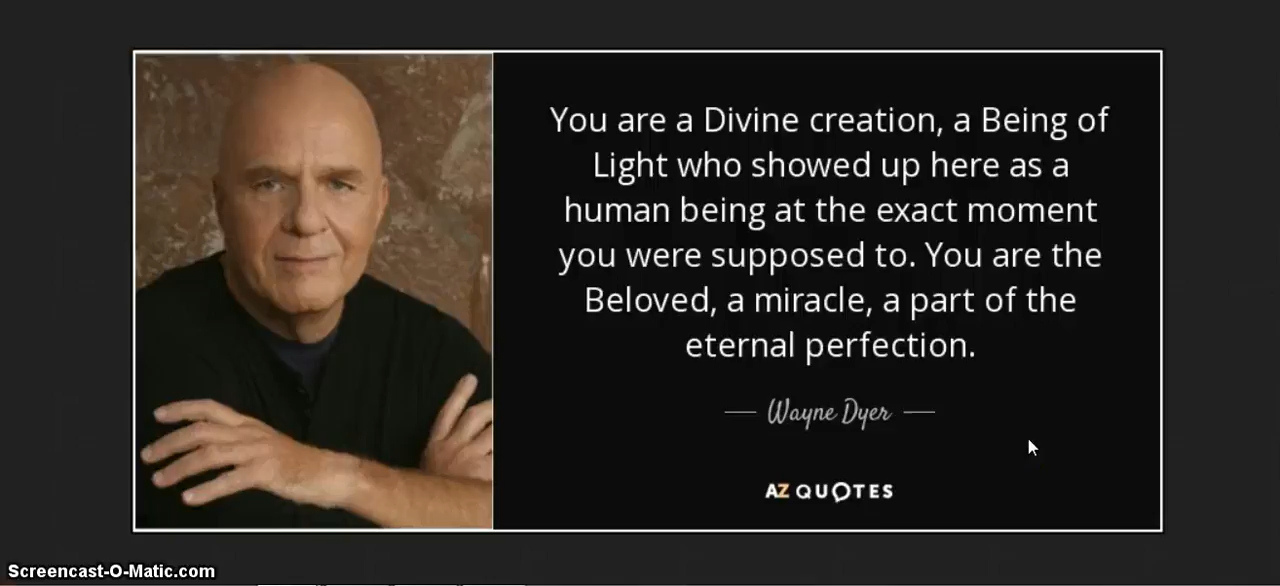 You are a Divine creation, a Being of
Light who showed up here as a
human being at the exact moment
you were supposed to. You are the
Beloved, a miracle, a part of the
eternal perfection.
Wayne Dyer
AZ QUOTES
Screencast-O-Matic.com